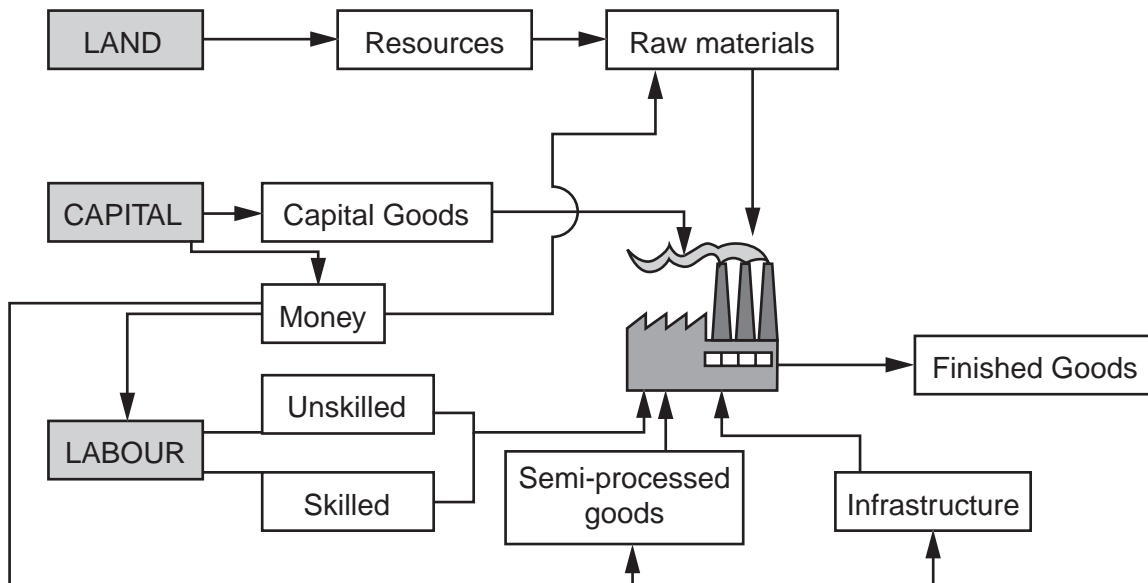 LAND
Resources
Raw materials
CAPITAL
Capital Goods
Money
Finished Goods
Unskilled
LABOUR
Skilled
Semi-processed
goods
Infrastructure